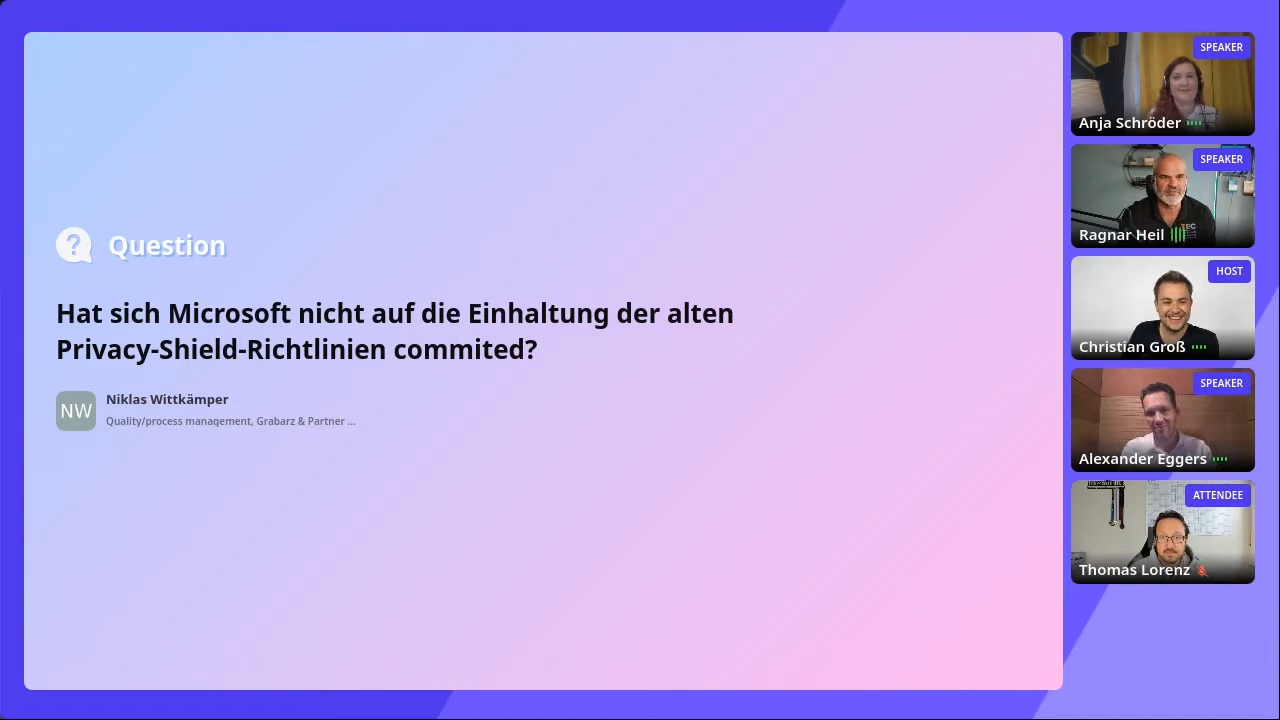 Question
Hat sich Microsoft nicht auf die Einhaltung der alten
Privacy-Shield-Richtlinien commited?
NW
Niklas Wittkämper
Quality/process management, Grabarz & Partner ...
SPEAKER
Anja Schröder
SPEAKER
Ragnar Heil
HOST
Christian Groß
SPEAKER
Alexander Eggers
ATTENDEE
Thomas Lorenz